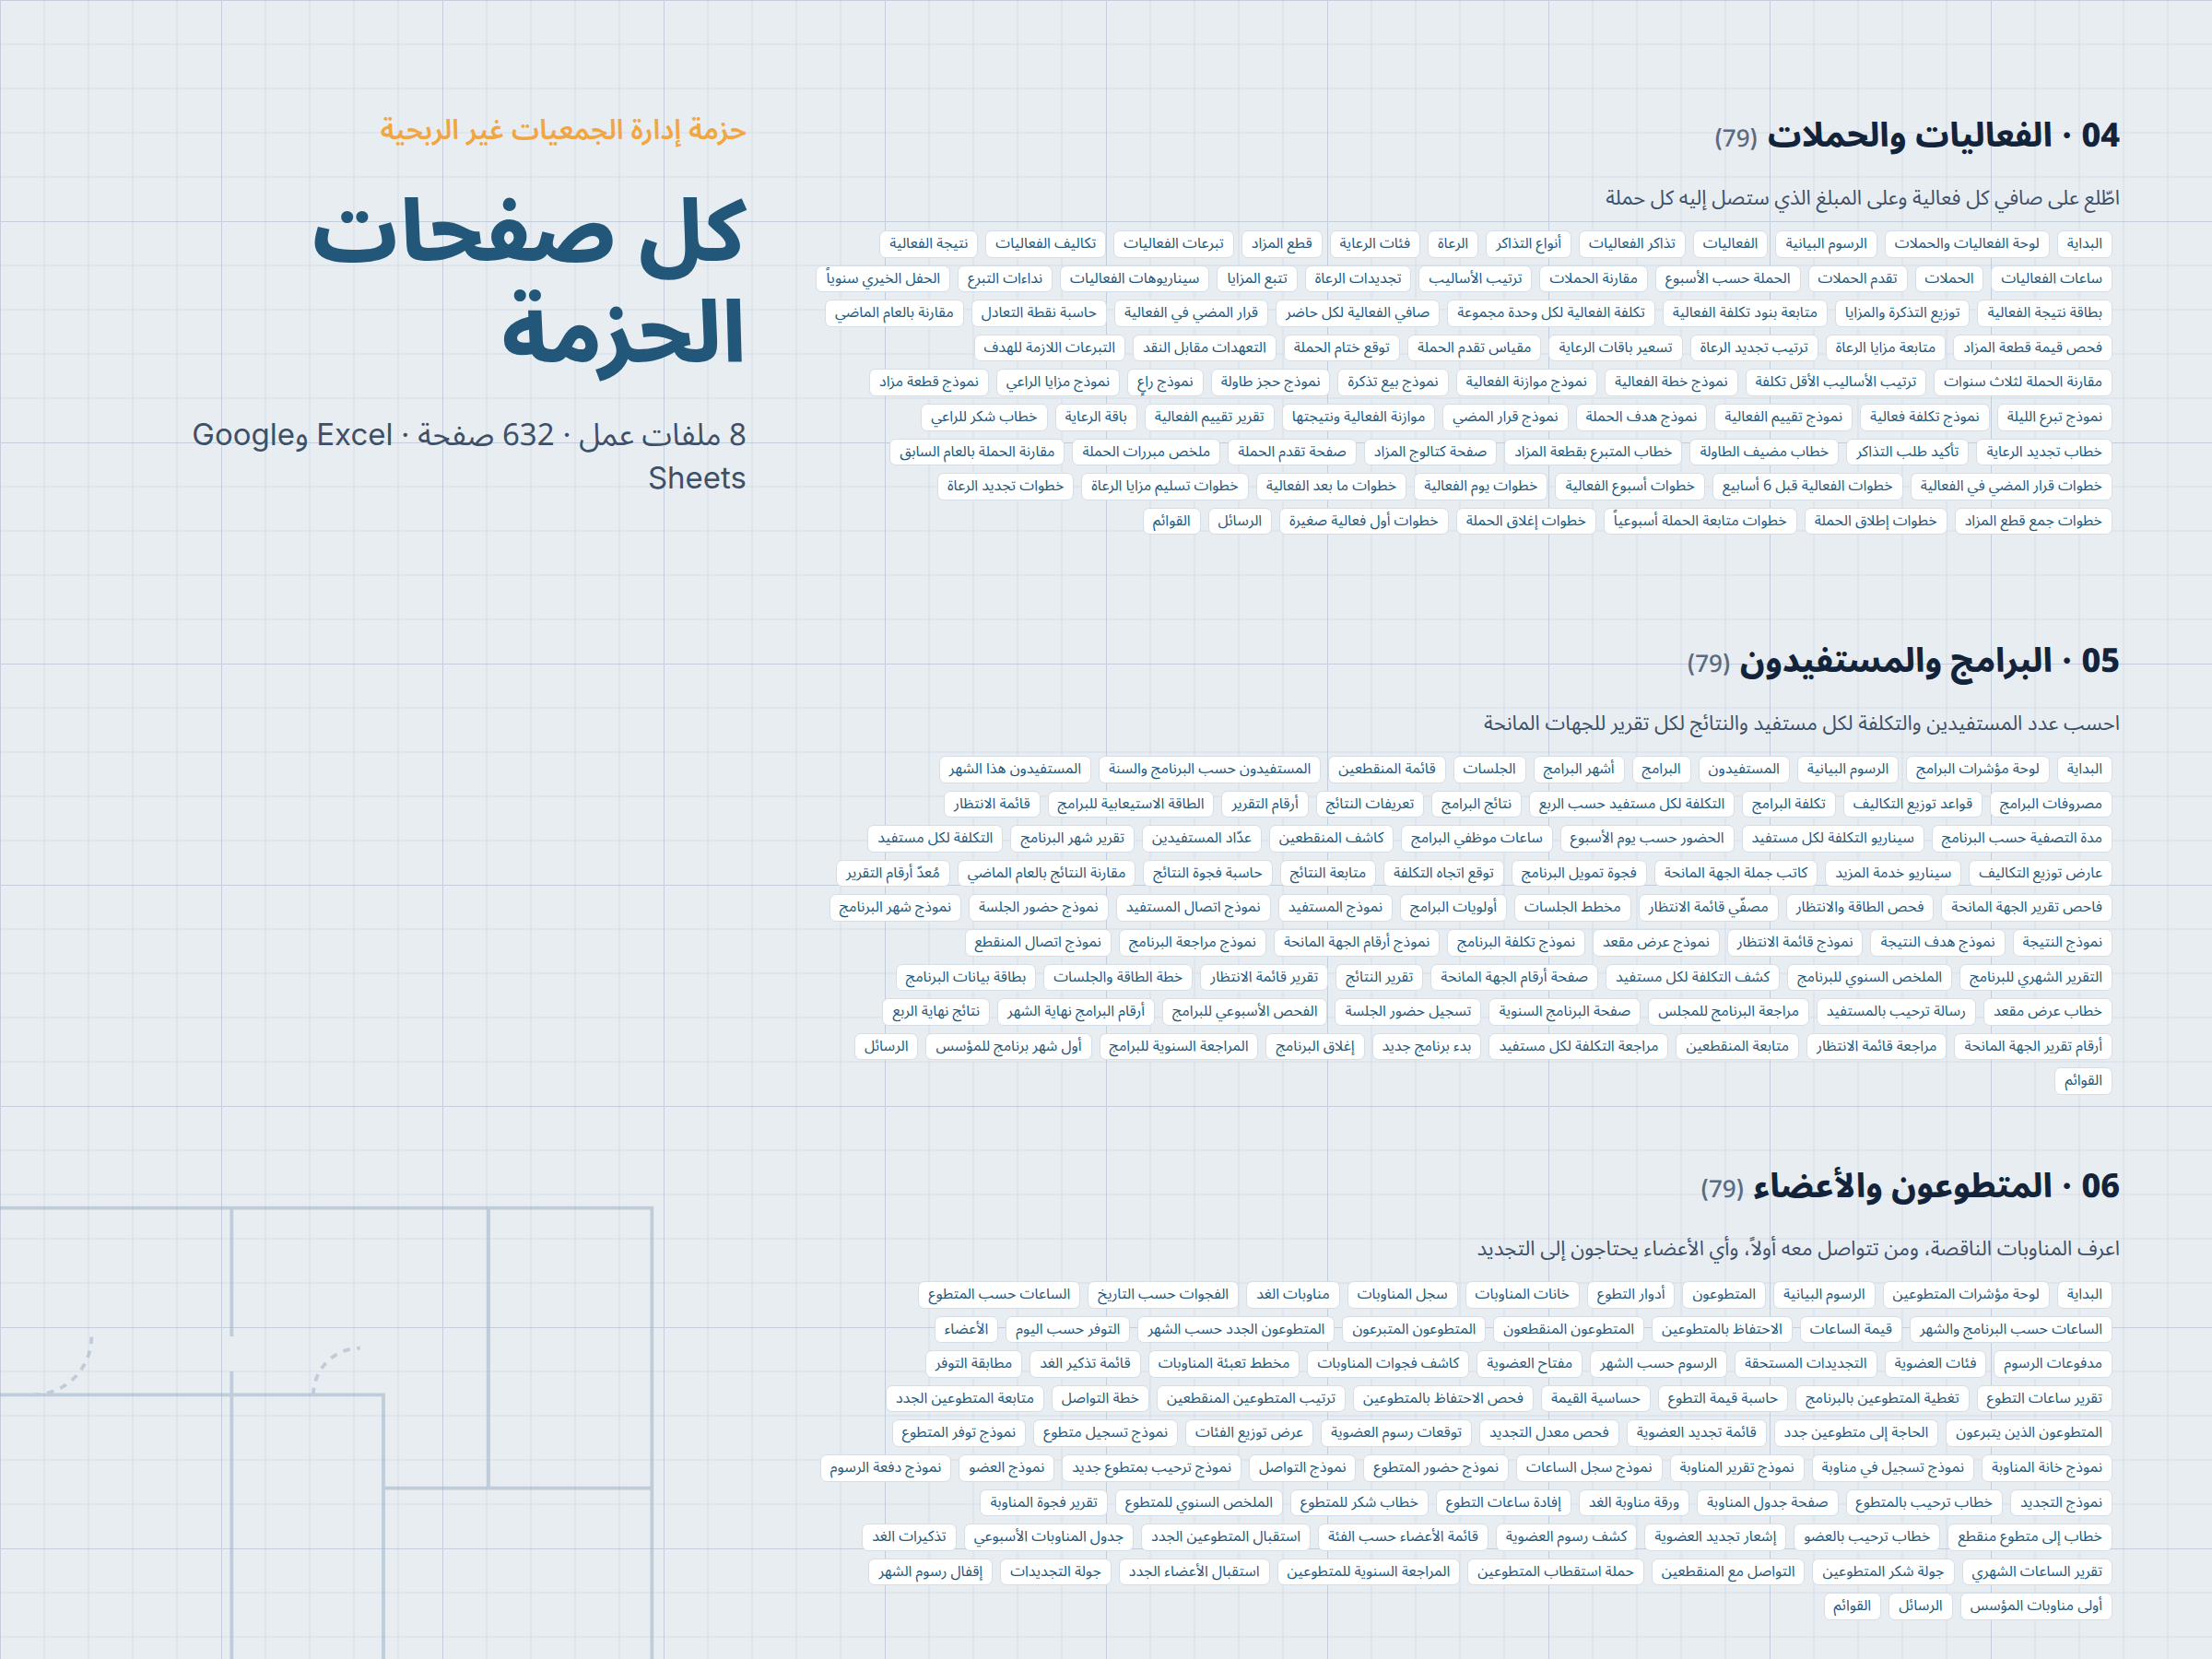 حزمة إدارة الجمعيات غير الربحية
كل صفحات
الحزمة
8 ملفات عمل · 632 صفحة · Excel وGoogle
Sheets
04 · الفعاليات والحملات (79)
اطّلع على صافي كل فعالية وعلى المبلغ الذي ستصل إليه كل حملة
البداية لوحة الفعاليات والحملات الرسوم البيانية الفعاليات تذاكر الفعاليات أنواع التذاكر الرعاة فئات الرعاية قطع المزاد تبرعات الفعاليات تكاليف الفعاليات نتيجة الفعالية
ساعات الفعاليات الحملات تقدم الحملات الحملة حسب الأسبوع مقارنة الحملات ترتيب الأساليب تجديدات الرعاة تتبع المزايا سيناريوهات الفعاليات نداءات التبرع الحفل الخيري سنوياً
بطاقة نتيجة الفعالية توزيع التذكرة والمزايا متابعة بنود تكلفة الفعالية تكلفة الفعالية لكل وحدة مجموعة صافي الفعالية لكل حاضر قرار المضي في الفعالية حاسبة نقطة التعادل مقارنة بالعام الماضي
فحص قيمة قطعة المزاد متابعة مزايا الرعاة ترتيب تجديد الرعاة تسعير باقات الرعاية مقياس تقدم الحملة توقع ختام الحملة التعهدات مقابل النقد التبرعات اللازمة للهدف
مقارنة الحملة لثلاث سنوات ترتيب الأساليب الأقل تكلفة نموذج خطة الفعالية نموذج موازنة الفعالية نموذج بيع تذكرة نموذج حجز طاولة نموذج راعٍ نموذج مزايا الراعي نموذج قطعة مزاد
نموذج تبرع الليلة نموذج تكلفة فعالية نموذج تقييم الفعالية نموذج هدف الحملة نموذج قرار المضي موازنة الفعالية ونتيجتها تقرير تقييم الفعالية باقة الرعاية خطاب شكر للراعي
خطاب تجديد الرعاية تأكيد طلب التذاكر خطاب مضيف الطاولة خطاب المتبرع بقطعة المزاد صفحة كتالوج المزاد صفحة تقدم الحملة ملخص مبررات الحملة مقارنة الحملة بالعام السابق
خطوات قرار المضي في الفعالية خطوات الفعالية قبل 6 أسابيع خطوات أسبوع الفعالية خطوات يوم الفعالية خطوات ما بعد الفعالية خطوات تسليم مزايا الرعاة خطوات تجديد الرعاة
خطوات جمع قطع المزاد خطوات إطلاق الحملة خطوات متابعة الحملة أسبوعياً خطوات إغلاق الحملة خطوات أول فعالية صغيرة الرسائل القوائم
05 · البرامج والمستفيدون (79)
احسب عدد المستفيدين والتكلفة لكل مستفيد والنتائج لكل تقرير للجهات المانحة
البداية لوحة مؤشرات البرامج الرسوم البيانية المستفيدون البرامج أشهر البرامج الجلسات قائمة المنقطعين المستفيدون حسب البرنامج والسنة المستفيدون هذا الشهر
مصروفات البرامج قواعد توزيع التكاليف تكلفة البرامج التكلفة لكل مستفيد حسب الربع نتائج البرامج تعريفات النتائج أرقام التقرير الطاقة الاستيعابية للبرامج قائمة الانتظار
مدة التصفية حسب البرنامج سيناريو التكلفة لكل مستفيد الحضور حسب يوم الأسبوع ساعات موظفي البرامج كاشف المنقطعين عدّاد المستفيدين تقرير شهر البرنامج التكلفة لكل مستفيد
عارض توزيع التكاليف سيناريو خدمة المزيد كاتب جملة الجهة المانحة فجوة تمويل البرنامج توقع اتجاه التكلفة متابعة النتائج حاسبة فجوة النتائج مقارنة النتائج بالعام الماضي مُعدّ أرقام التقرير
فاحص تقرير الجهة المانحة فحص الطاقة والانتظار مصفّي قائمة الانتظار مخطط الجلسات أولويات البرامج نموذج المستفيد نموذج اتصال المستفيد نموذج حضور الجلسة نموذج شهر البرنامج
نموذج النتيجة نموذج هدف النتيجة نموذج قائمة الانتظار نموذج عرض مقعد نموذج تكلفة البرنامج نموذج أرقام الجهة المانحة نموذج مراجعة البرنامج نموذج اتصال المنقطع
التقرير الشهري للبرنامج الملخص السنوي للبرنامج كشف التكلفة لكل مستفيد صفحة أرقام الجهة المانحة تقرير النتائج تقرير قائمة الانتظار خطة الطاقة والجلسات بطاقة بيانات البرنامج
خطاب عرض مقعد رسالة ترحيب بالمستفيد مراجعة البرنامج للمجلس صفحة البرنامج السنوية تسجيل حضور الجلسة الفحص الأسبوعي للبرامج أرقام البرامج نهاية الشهر نتائج نهاية الربع
أرقام تقرير الجهة المانحة مراجعة قائمة الانتظار متابعة المنقطعين مراجعة التكلفة لكل مستفيد بدء برنامج جديد إغلاق البرنامج المراجعة السنوية للبرامج أول شهر برنامج للمؤسس الرسائل
القوائم
06 · المتطوعون والأعضاء (79)
اعرف المناوبات الناقصة، ومن تتواصل معه أولاً، وأي الأعضاء يحتاجون إلى التجديد
البداية لوحة مؤشرات المتطوعين الرسوم البيانية المتطوعون أدوار التطوع خانات المناوبات سجل المناوبات مناوبات الغد الفجوات حسب التاريخ الساعات حسب المتطوع
الساعات حسب البرنامج والشهر قيمة الساعات الاحتفاظ بالمتطوعين المتطوعون المنقطعون المتطوعون المتبرعون المتطوعون الجدد حسب الشهر التوفر حسب اليوم الأعضاء
مدفوعات الرسوم فئات العضوية التجديدات المستحقة الرسوم حسب الشهر مفتاح العضوية كاشف فجوات المناوبات مخطط تعبئة المناوبات قائمة تذكير الغد مطابقة التوفر
تقرير ساعات التطوع تغطية المتطوعين بالبرنامج حاسبة قيمة التطوع حساسية القيمة فحص الاحتفاظ بالمتطوعين ترتيب المتطوعين المنقطعين خطة التواصل متابعة المتطوعين الجدد
المتطوعون الذين يتبرعون الحاجة إلى متطوعين جدد قائمة تجديد العضوية فحص معدل التجديد توقعات رسوم العضوية عرض توزيع الفئات نموذج تسجيل متطوع نموذج توفر المتطوع
نموذج خانة المناوبة نموذج تسجيل في مناوبة نموذج تقرير المناوبة نموذج سجل الساعات نموذج حضور المتطوع نموذج التواصل نموذج ترحيب بمتطوع جديد نموذج العضو نموذج دفعة الرسوم
نموذج التجديد خطاب ترحيب بالمتطوع صفحة جدول المناوبة ورقة مناوبة الغد إفادة ساعات التطوع خطاب شكر للمتطوع الملخص السنوي للمتطوع تقرير فجوة المناوبة
خطاب إلى متطوع منقطع خطاب ترحيب بالعضو إشعار تجديد العضوية كشف رسوم العضوية قائمة الأعضاء حسب الفئة استقبال المتطوعين الجدد جدول المناوبات الأسبوعي تذكيرات الغد
تقرير الساعات الشهري جولة شكر المتطوعين التواصل مع المنقطعين حملة استقطاب المتطوعين المراجعة السنوية للمتطوعين استقبال الأعضاء الجدد جولة التجديدات إقفال رسوم الشهر
أولى مناوبات المؤسس الرسائل القوائم